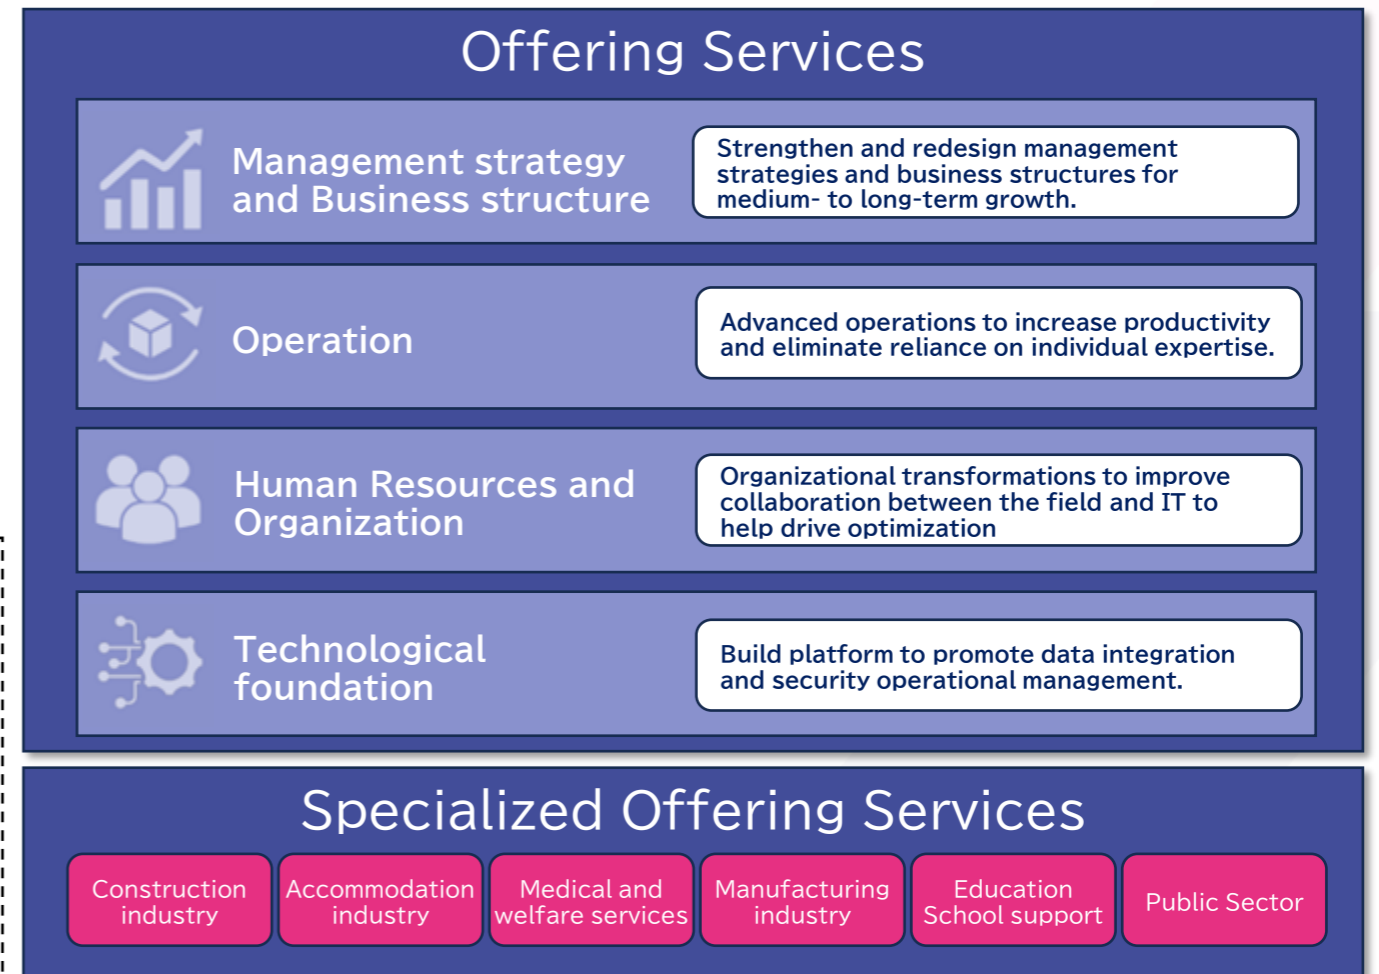 Offering Services
Management strategy
and Business structure
Strengthen and redesign management
strategies and business structures for
medium- to long-term growth.
Operation
Advanced operations to increase productivity
and eliminate reliance on individual expertise.
Human Resources and
Organization
Organizational transformations to improve
collaboration between the field and IT to
help drive optimization
Technological
foundation
Build platform to promote data integration
and security operational management.
Specialized Offering Services
Construction
industry
Accommodation
industry
Medical and
welfare services
Manufacturing
industry
Education
School support
Public Sector